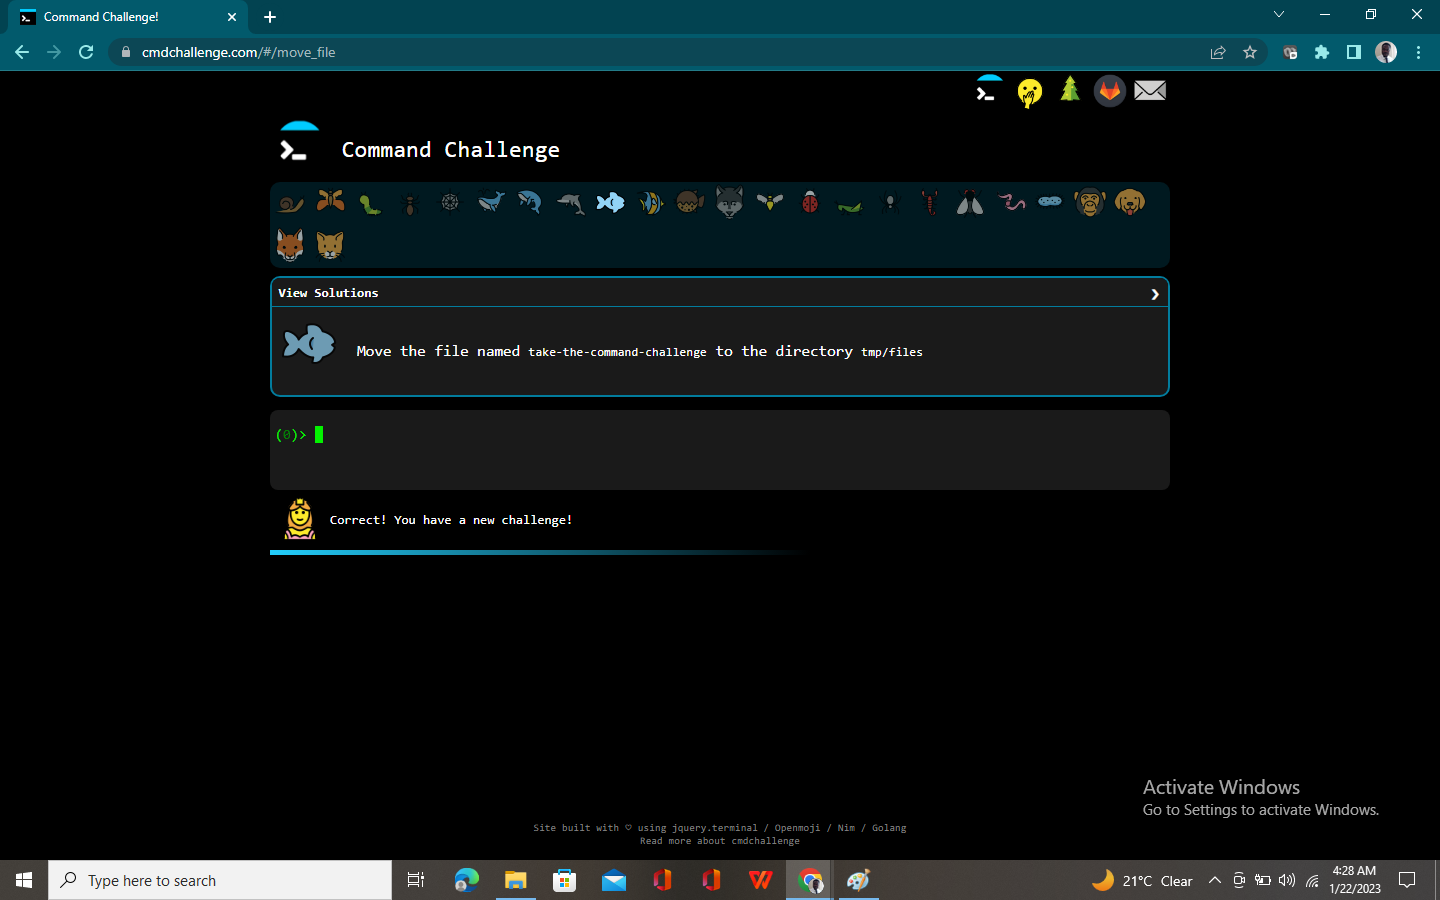 Command Challenge!
cmdchallenge.com/#/move_file
Command Challenge
View Solutions
Move the file named take-the-command-challenge to the directory tmp/files
(0)>
Correct! You have a new challenge!
Activate Windows
Go to Settings to activate Windows.
Site built with ♡ using jquery.terminal / Openmoji / Nim / Golang
Read more about cmdchallenge
Type here to search
21°C Clear
4:28 AM
1/22/2023